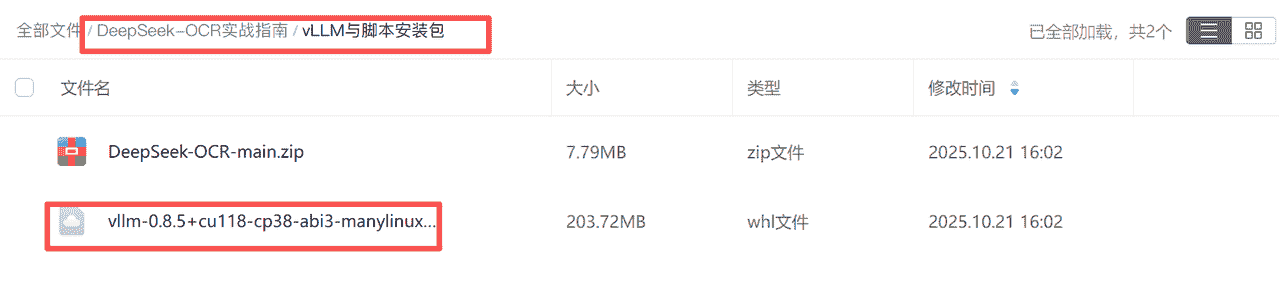 全部文件 / DeepSeek-OCR实战指南 / vLLM与脚本安装包 已全部加载，共2个
文件名 大小 类型 修改时间
DeepSeek-OCR-main.zip 7.79MB zip文件 2025.10.21 16:02
vllm-0.8.5+cu118-cp38-abi3-manylinux... 203.72MB whl文件 2025.10.21 16:02